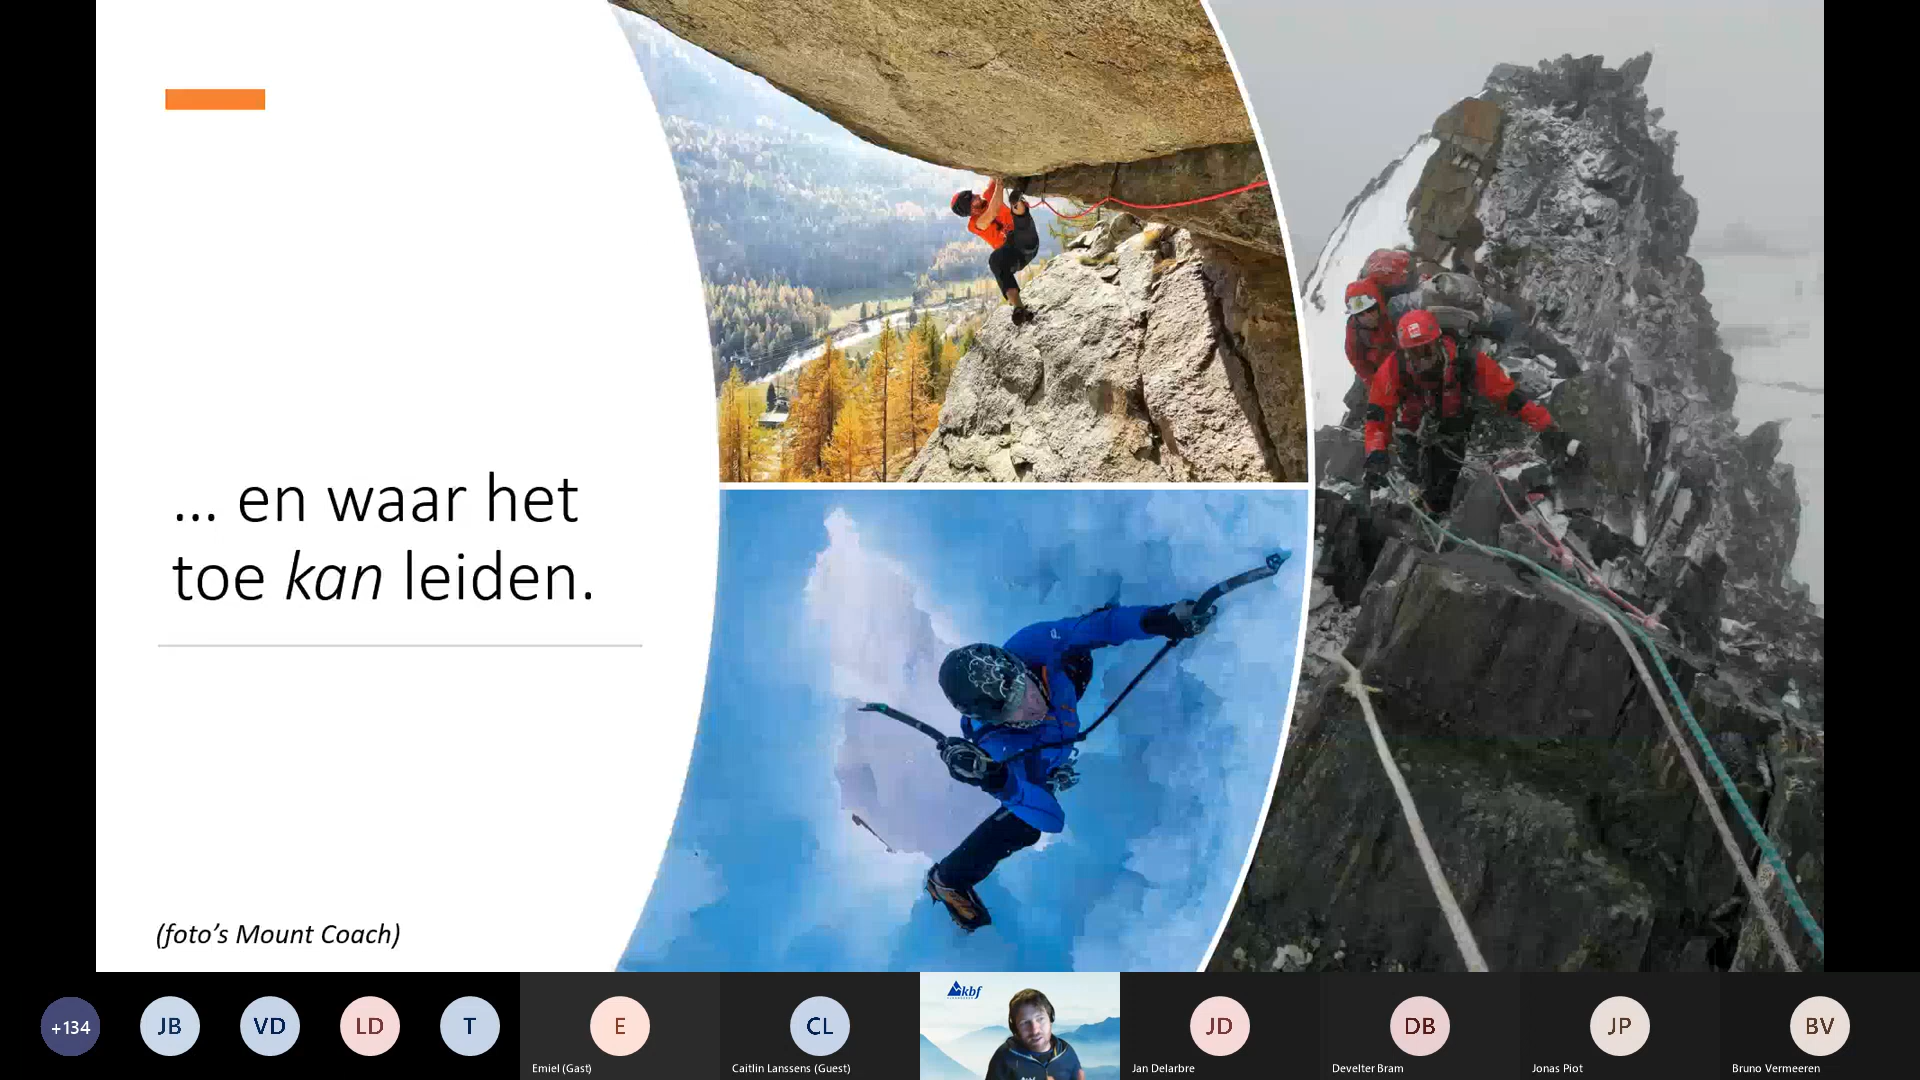 ... en waar het
toe kan leiden.
(foto's Mount Coach)
+134
JB
VD
LD
T
E
Emiel (Gast)
CL
Caitlin Lanssens (Guest)
kbf
JD
Jan Delarbre
DB
Develter Bram
JP
Jonas Piot
BV
Bruno Vermeeren